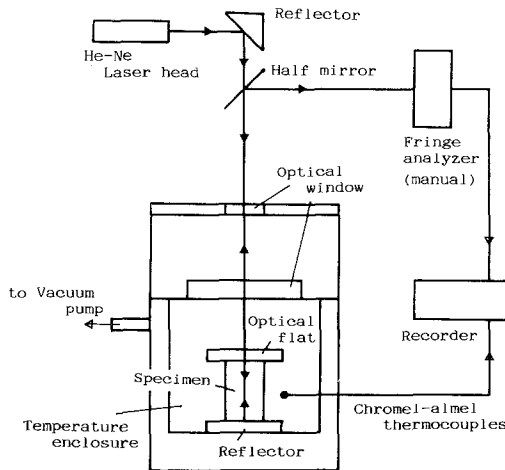 Reflector
He-Ne
Laser head
Half mirror
Fringe
analyzer
(manual)
Optical
window
to Vacuum
pump
Optical
flat
Recorder
Specimen
Chromel-almel
thermocouples
Temperature
enclosure
Reflector